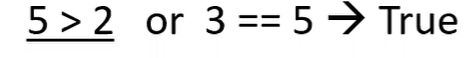 5 > 2 or 3 == 5 → True